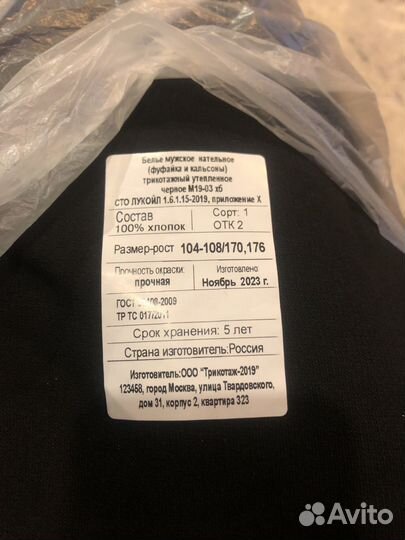 Белье мужское нательное
(фуфайка и кальсоны)
трикотажный утепленное
черное М19-03 хб
СТО ЛУКОЙЛ 1.6.1.15-2019, приложение Х
Состав Сорт: 1
100% хлопок ОТК 2
Размер-рост 104-108/170,176
Прочность окраски: Изготовлено
прочная Ноябрь 2023 г.
ГОСТ
ТР ТС 017/2011
Срок хранения: 5 лет
Страна изготовитель:Россия
Изготовитель:ООО "Трикотаж-2019"
123458, город Москва, улица Твардовского,
дом 31, корпус 2, квартира 323
Avito